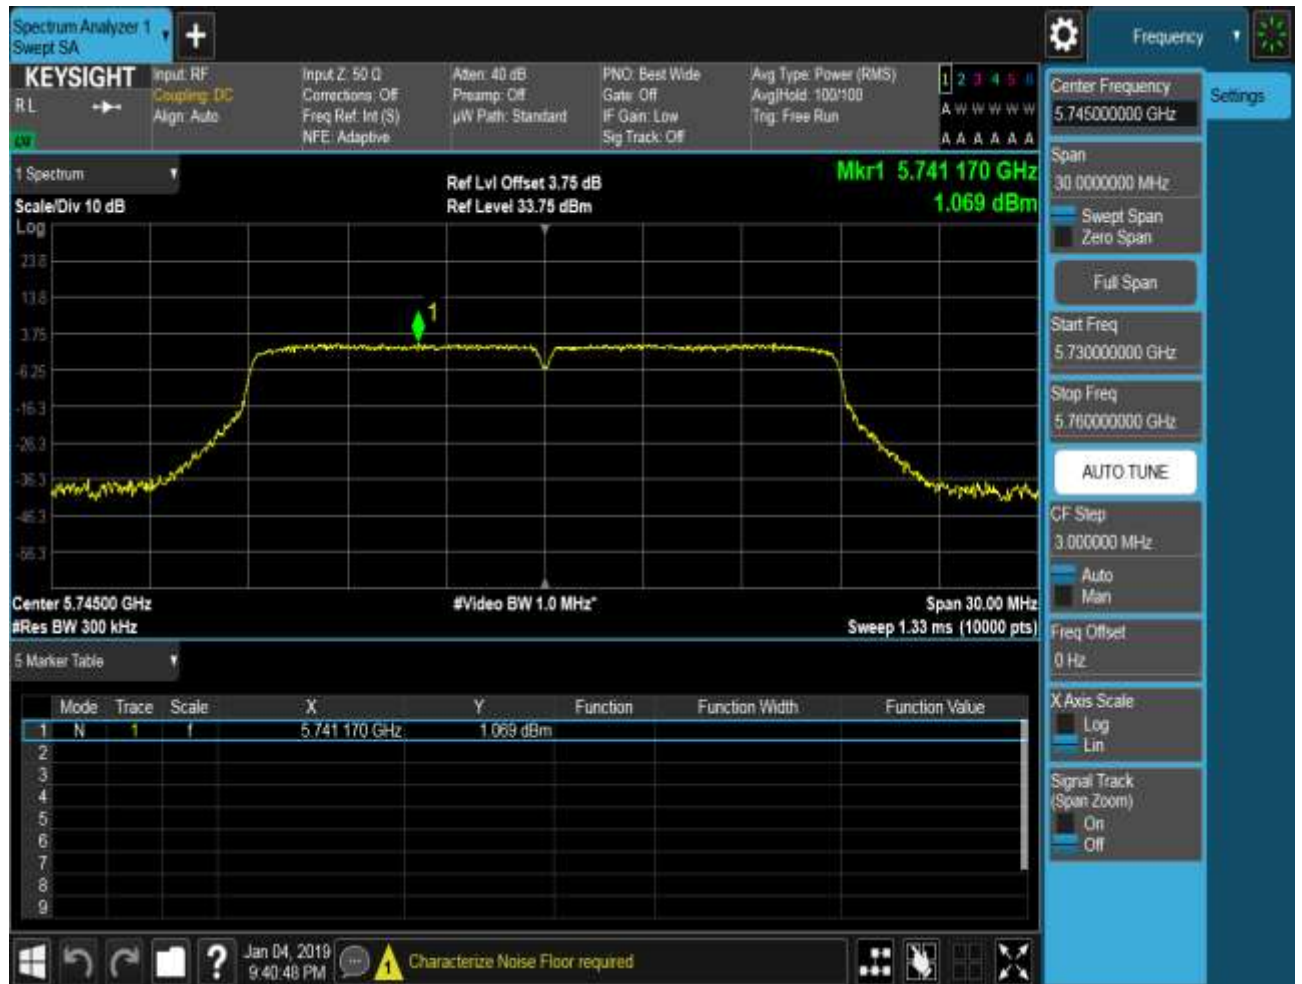 Spectrum Analyzer 1
Swept SA
+
Frequency
KEYSIGHT
R L
LXI
Input: RF
Coupling: DC
Align: Auto
Input Z: 50 Ω
Corrections: Off
Freq Ref: Int (S)
NFE: Adaptive
Atten: 40 dB
Preamp: Off
µW Path: Standard
PNO: Best Wide
Gate: Off
IF Gain: Low
Sig Track: Off
Avg Type: Power (RMS)
Avg|Hold: 100/100
Trig: Free Run
1 2 3 4 5 6
A W W W W W
A A A A A A
1 Spectrum
Scale/Div 10 dB
Ref Lvl Offset 3.75 dB
Ref Level 33.75 dBm
Mkr1 5.741 170 GHz
1.069 dBm
Log
23.8
13.8
3.75
-6.25
-16.3
-26.3
-36.3
-46.3
-56.3
1
Center 5.74500 GHz
#Res BW 300 kHz
#Video BW 1.0 MHz*
Span 30.00 MHz
Sweep 1.33 ms (10000 pts)
5 Marker Table
Mode Trace Scale X Y Function Function Width Function Value
1 N 1 f 5.741 170 GHz 1.069 dBm
2
3
4
5
6
7
8
9
Center Frequency
5.745000000 GHz
Settings
Span
30.0000000 MHz
Swept Span
Zero Span
Full Span
Start Freq
5.730000000 GHz
Stop Freq
5.760000000 GHz
AUTO TUNE
CF Step
3.000000 MHz
Auto
Man
Freq Offset
0 Hz
X Axis Scale
Log
Lin
Signal Track
(Span Zoom)
On
Off
?
Jan 04, 2019
9:40:48 PM
1
Characterize Noise Floor required